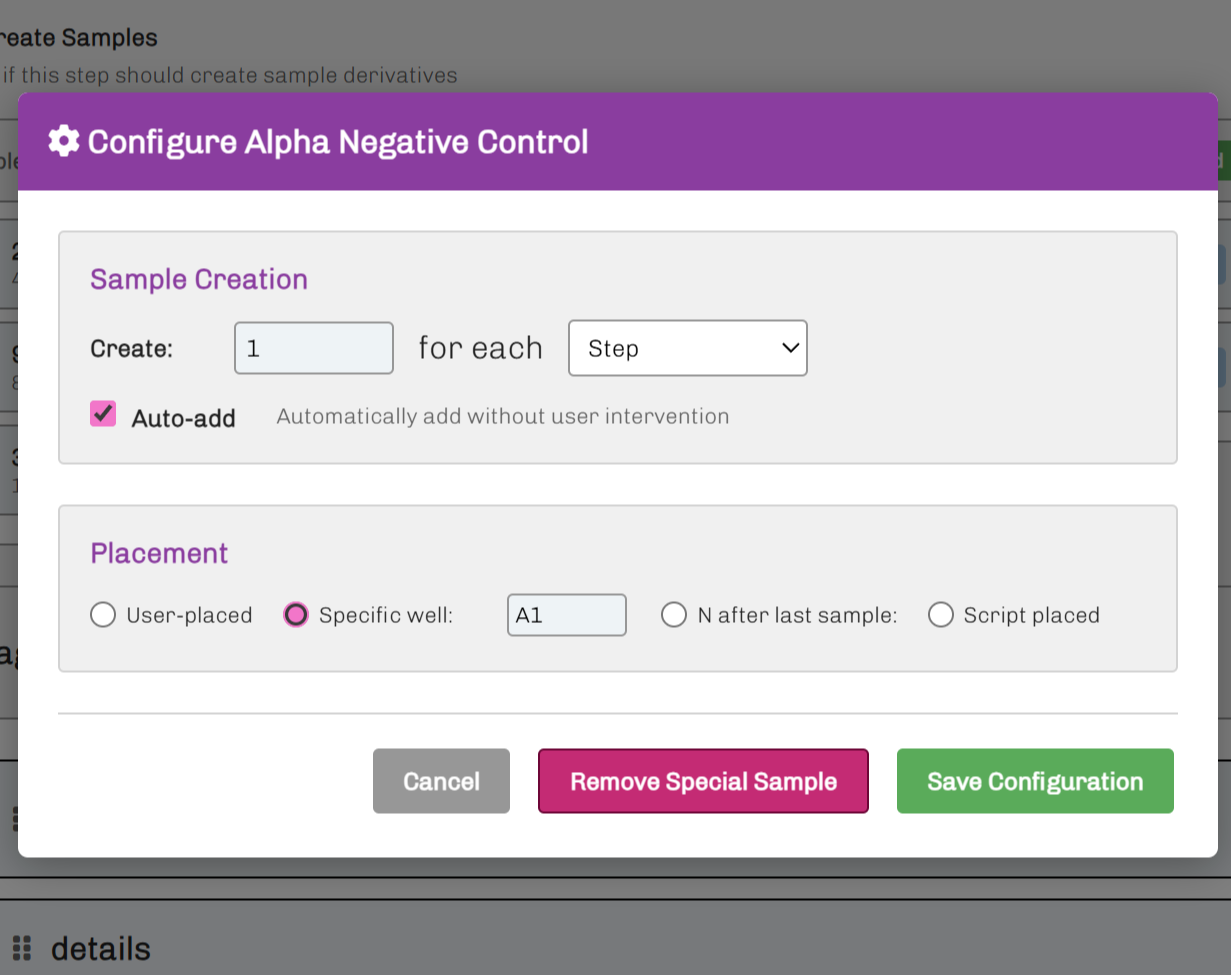 reate Samples
if this step should create sample derivatives
Configure Alpha Negative Control
Sample Creation
Create: 1 for each Step
Auto-add Automatically add without user intervention
Placement
User-placed Specific well: A1 N after last sample: Script placed
Cancel Remove Special Sample Save Configuration
details